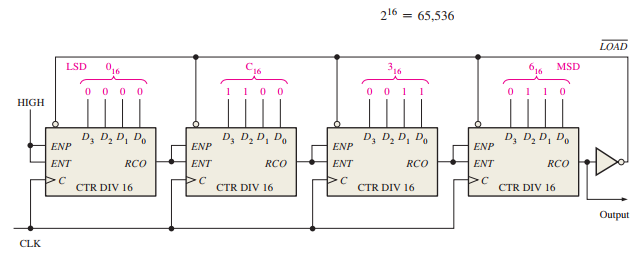 2¹⁶ = 65,536
LOAD
LSD 0₁₆ C₁₆ 3₁₆ 6₁₆ MSD
0 0 0 0 1 1 0 0 0 0 1 1 0 1 1 0
HIGH
D₃ D₂ D₁ D₀ D₃ D₂ D₁ D₀ D₃ D₂ D₁ D₀ D₃ D₂ D₁ D₀
ENP ENP ENP ENP
ENT RCO ENT RCO ENT RCO ENT RCO
C C C C
CTR DIV 16 CTR DIV 16 CTR DIV 16 CTR DIV 16
Output
CLK